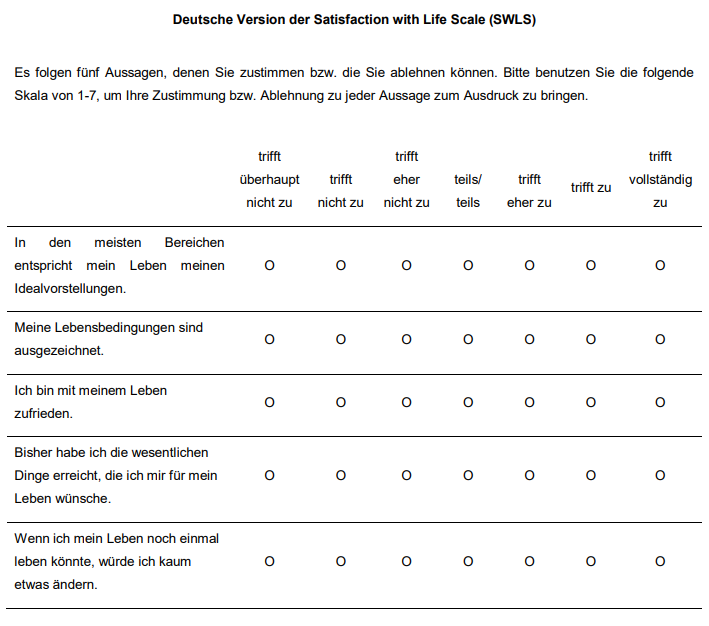 Deutsche Version der Satisfaction with Life Scale (SWLS)
Es folgen fünf Aussagen, denen Sie zustimmen bzw. die Sie ablehnen können. Bitte benutzen Sie die folgende
Skala von 1-7, um Ihre Zustimmung bzw. Ablehnung zu jeder Aussage zum Ausdruck zu bringen.
trifft
überhaupt
nicht zu
trifft
nicht zu
trifft
eher
nicht zu
teils/
teils
trifft
eher zu
trifft zu
trifft
vollständig
zu
In den meisten Bereichen
entspricht mein Leben meinen
Idealvorstellungen.
O O O O O O O
Meine Lebensbedingungen sind
ausgezeichnet.
O O O O O O O
Ich bin mit meinem Leben
zufrieden.
O O O O O O O
Bisher habe ich die wesentlichen
Dinge erreicht, die ich mir für mein
Leben wünsche.
O O O O O O O
Wenn ich mein Leben noch einmal
leben könnte, würde ich kaum
etwas ändern.
O O O O O O O